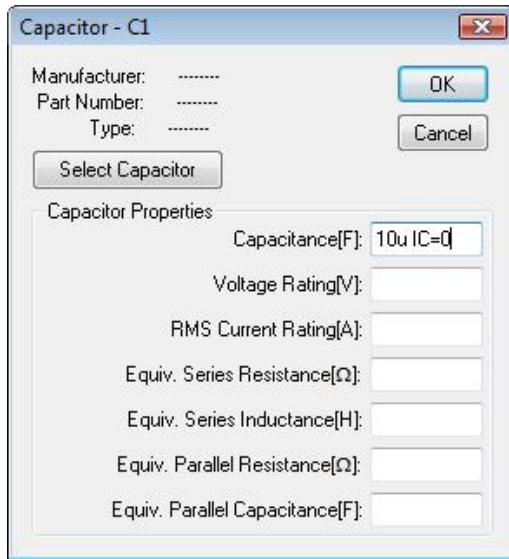 Capacitor - C1
Manufacturer: --------
Part Number: --------
Type: --------
OK
Cancel
Select Capacitor
Capacitor Properties
Capacitance[F]: 10u IC=0
Voltage Rating[V]:
RMS Current Rating[A]:
Equiv. Series Resistance[Ω]:
Equiv. Series Inductance[H]:
Equiv. Parallel Resistance[Ω]:
Equiv. Parallel Capacitance[F]: